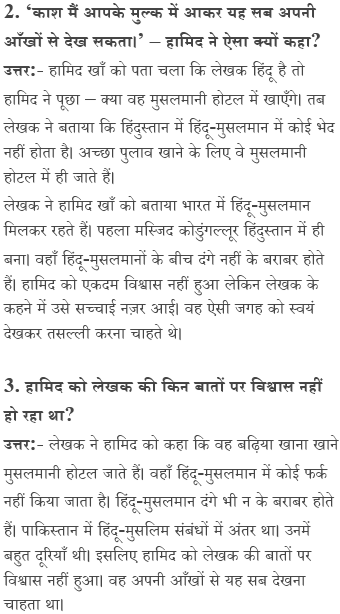 2. ‘काश मैं आपके मुल्क में आकर यह सब अपनी
आँखों से देख सकता।’ – हामिद ने ऐसा क्यों कहा?
उत्तर:- हामिद खाँ को पता चला कि लेखक हिंदू है तो
हामिद ने पूछा – क्या वह मुसलमानी होटल में खाएँगे। तब
लेखक ने बताया कि हिंदुस्तान में हिंदू-मुसलमान में कोई भेद
नहीं होता है। अच्छा पुलाव खाने के लिए वे मुसलमानी
होटल में ही जाते हैं।
लेखक ने हामिद खाँ को बताया भारत में हिंदू-मुसलमान
मिलकर रहते हैं। पहला मस्जिद कोडुंगल्लूर हिंदुस्तान में ही
बना। वहाँ हिंदू-मुसलमानों के बीच दंगे नहीं के बराबर होते
हैं। हामिद को एकदम विश्वास नहीं हुआ लेकिन लेखक के
कहने में उसे सच्चाई नज़र आई। वह ऐसी जगह को स्वयं
देखकर तसल्ली करना चाहते थे।
3. हामिद को लेखक की किन बातों पर विश्वास नहीं
हो रहा था?
उत्तर:- लेखक ने हामिद को कहा कि वह बढ़िया खाना खाने
मुसलमानी होटल जाते हैं। वहाँ हिंदू-मुसलमान में कोई फर्क
नहीं किया जाता है। हिंदू-मुसलमान दंगे भी न के बराबर होते
हैं। पाकिस्तान में हिंदू-मुसलिम संबंधों में अंतर था। उनमें
बहुत दूरियाँ थी। इसलिए हामिद को लेखक की बातों पर
विश्वास नहीं हुआ। वह अपनी आँखों से यह सब देखना
चाहता था।